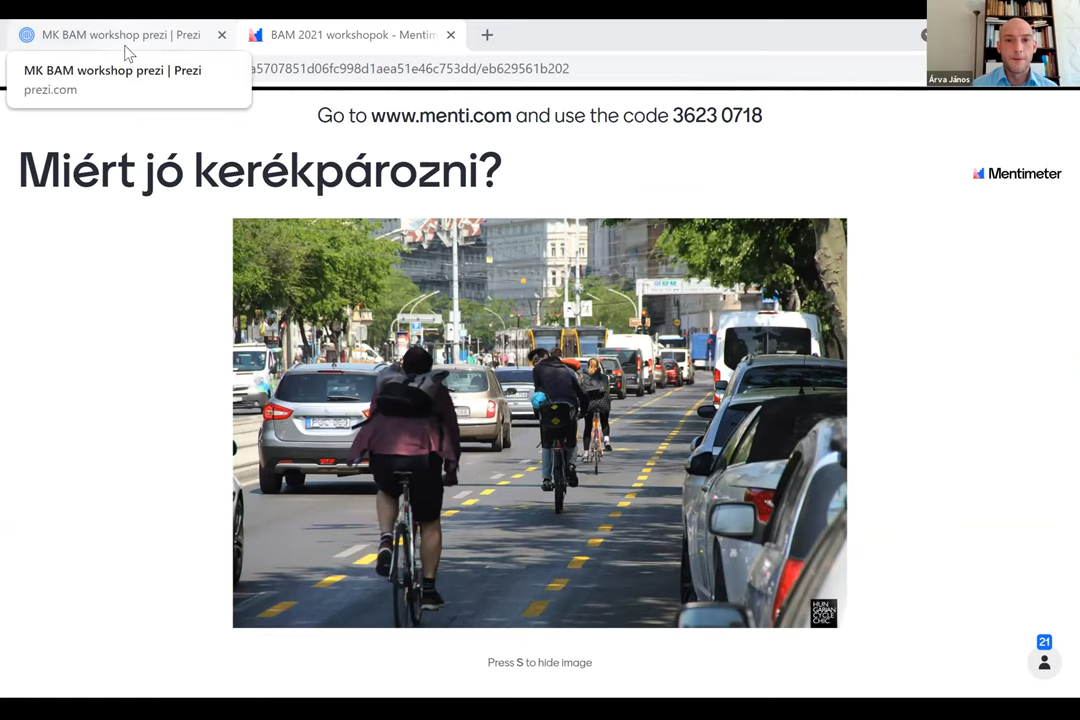 MK BAM workshop prezi | Prezi
BAM 2021 workshopok - Mentim
MK BAM workshop prezi | Prezi
prezi.com
a5707851d06fc998d1aea51e46c753dd/eb629561b202
Árva János
Go to www.menti.com and use the code 3623 0718
Miért jó kerékpározni?
Mentimeter
HUN
GARIAN
CYCLE
CHIC
Press S to hide image
21